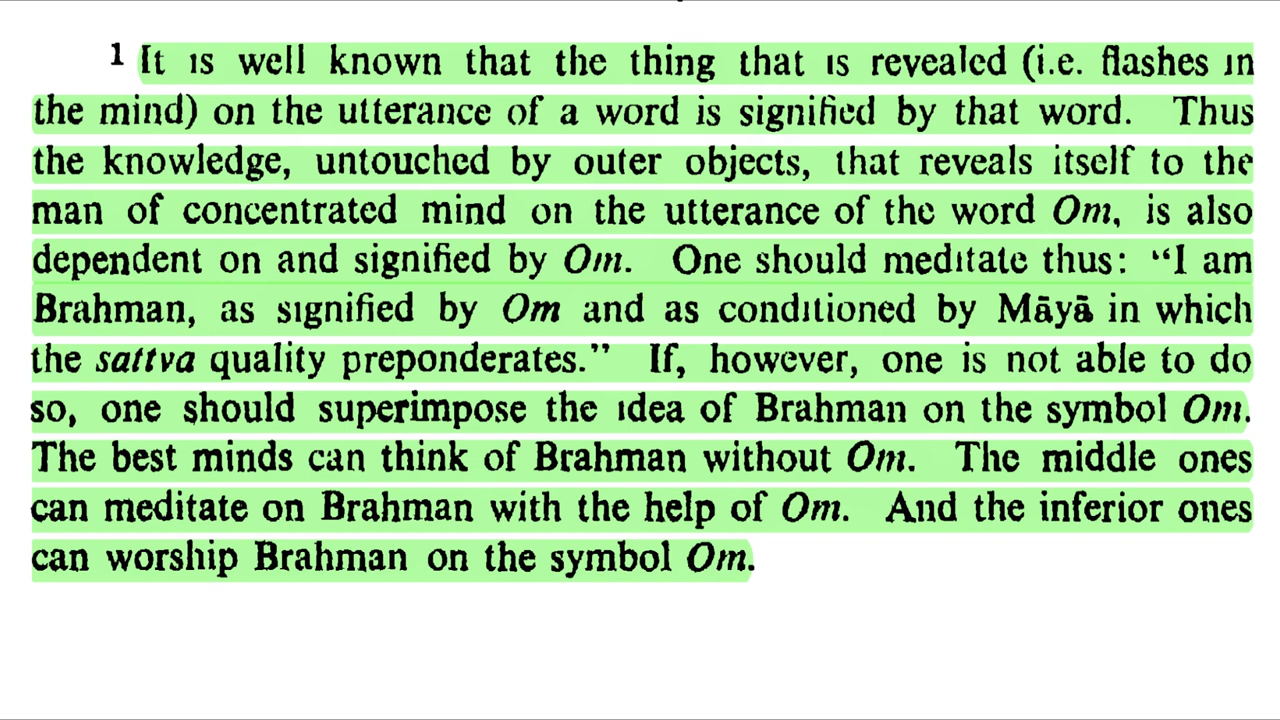 1 It is well known that the thing that is revealed (i.e. flashes in
the mind) on the utterance of a word is signified by that word. Thus
the knowledge, untouched by outer objects, that reveals itself to the
man of concentrated mind on the utterance of the word Om, is also
dependent on and signified by Om. One should meditate thus: “I am
Brahman, as signified by Om and as conditioned by Māyā in which
the sattva quality preponderates.” If, however, one is not able to do
so, one should superimpose the idea of Brahman on the symbol Om.
The best minds can think of Brahman without Om. The middle ones
can meditate on Brahman with the help of Om. And the inferior ones
can worship Brahman on the symbol Om.